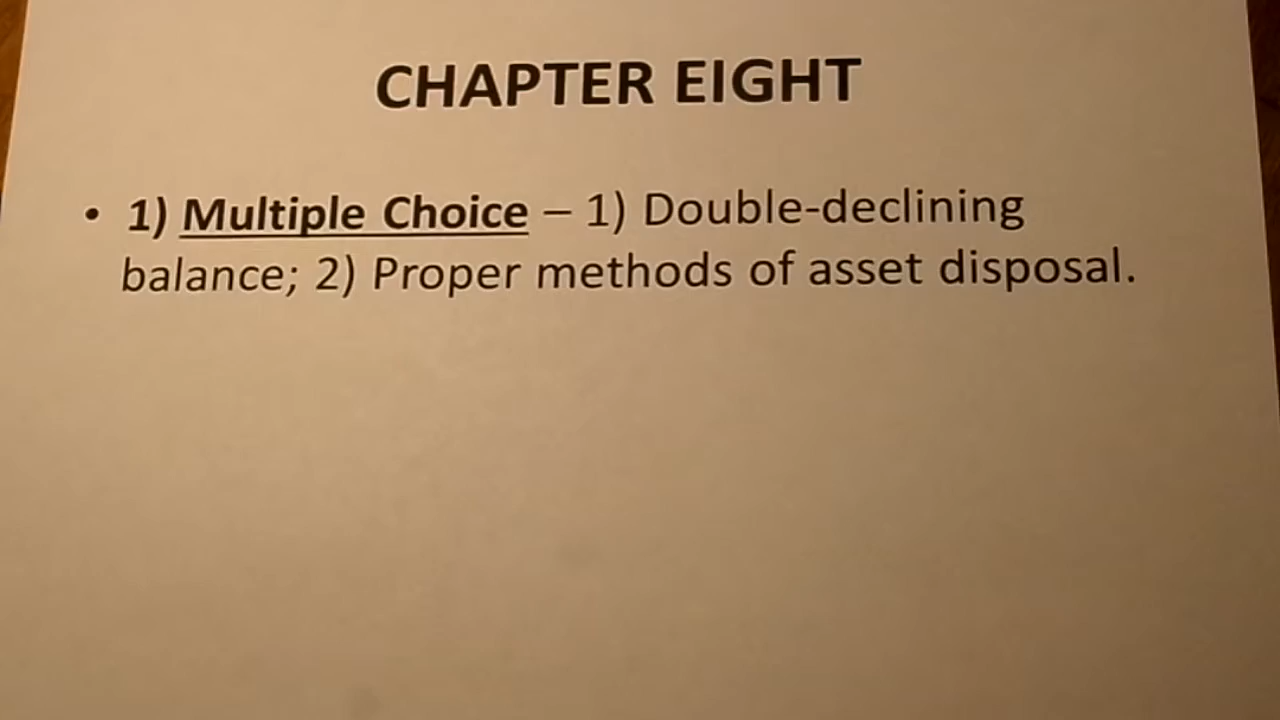 CHAPTER EIGHT
• 1) Multiple Choice – 1) Double-declining
balance; 2) Proper methods of asset disposal.